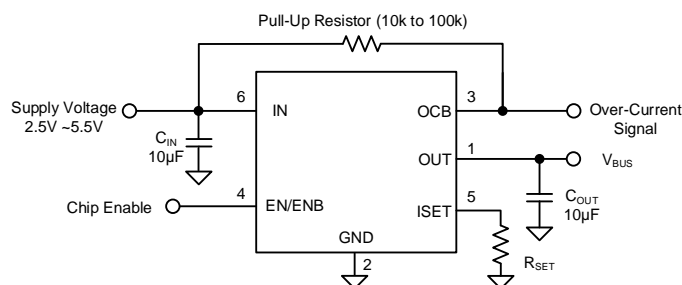 Pull-Up Resistor (10k to 100k)
6
3
Supply Voltage
2.5V ~5.5V
IN
OCB
Over-Current
Signal
C_IN
10µF
1
OUT
V_BUS
4
5
Chip Enable
EN/ENB
ISET
C_OUT
10µF
GND
2
R_SET